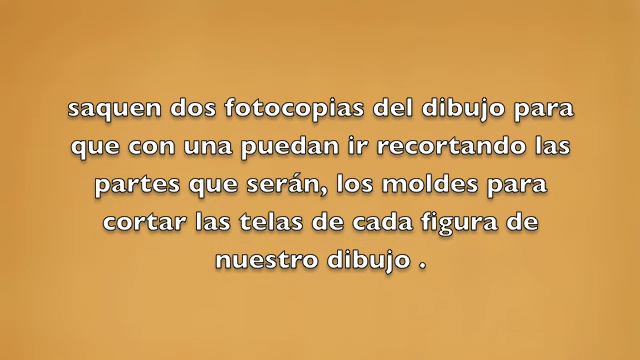 saquen dos fotocopias del dibujo para
que con una puedan ir recortando las
partes que serán, los moldes para
cortar las telas de cada figura de
nuestro dibujo .